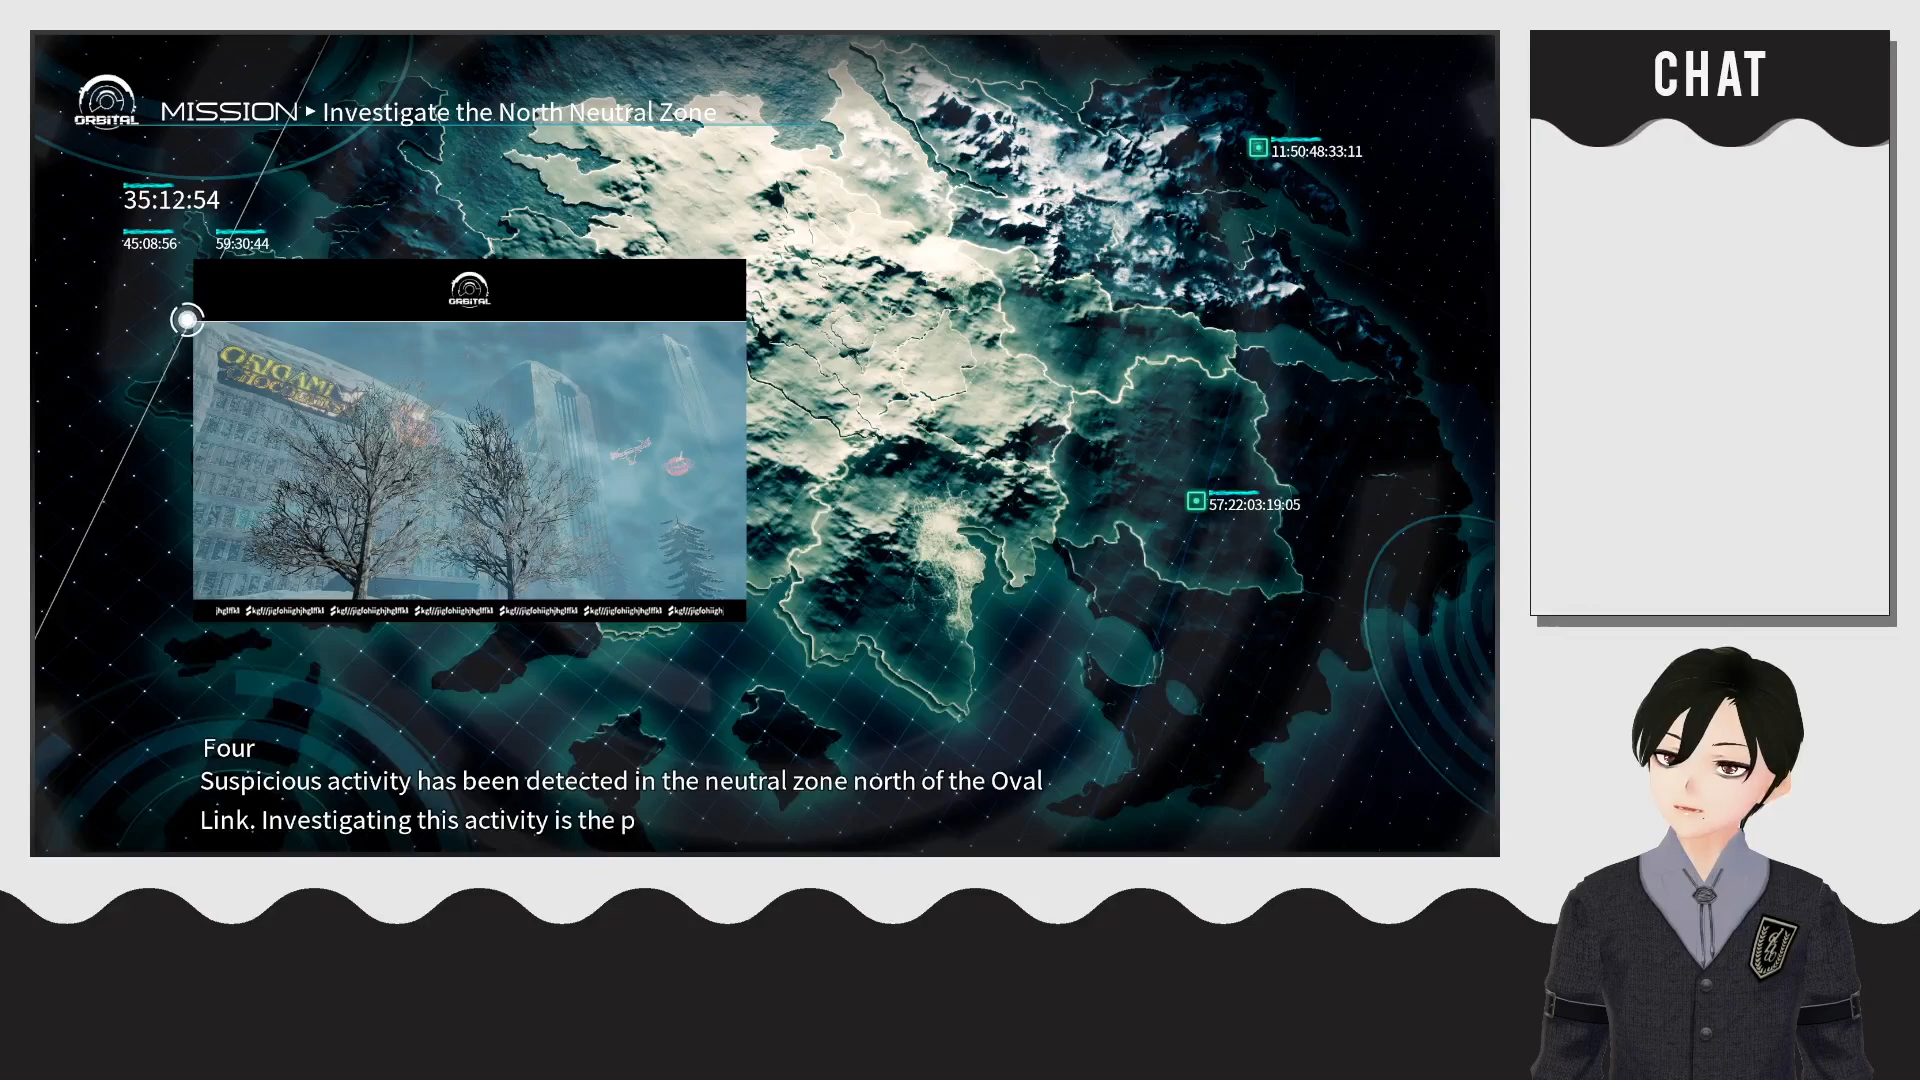 CHAT
ORBITAL
MISSION ▸ Investigate the North Neutral Zone
11:50:48:33:11
35:12:54
45:08:56 59:30:44
ORBITAL
ORIGAMI
57:22:03:19:05
Four
Suspicious activity has been detected in the neutral zone north of the Oval
Link. Investigating this activity is the p